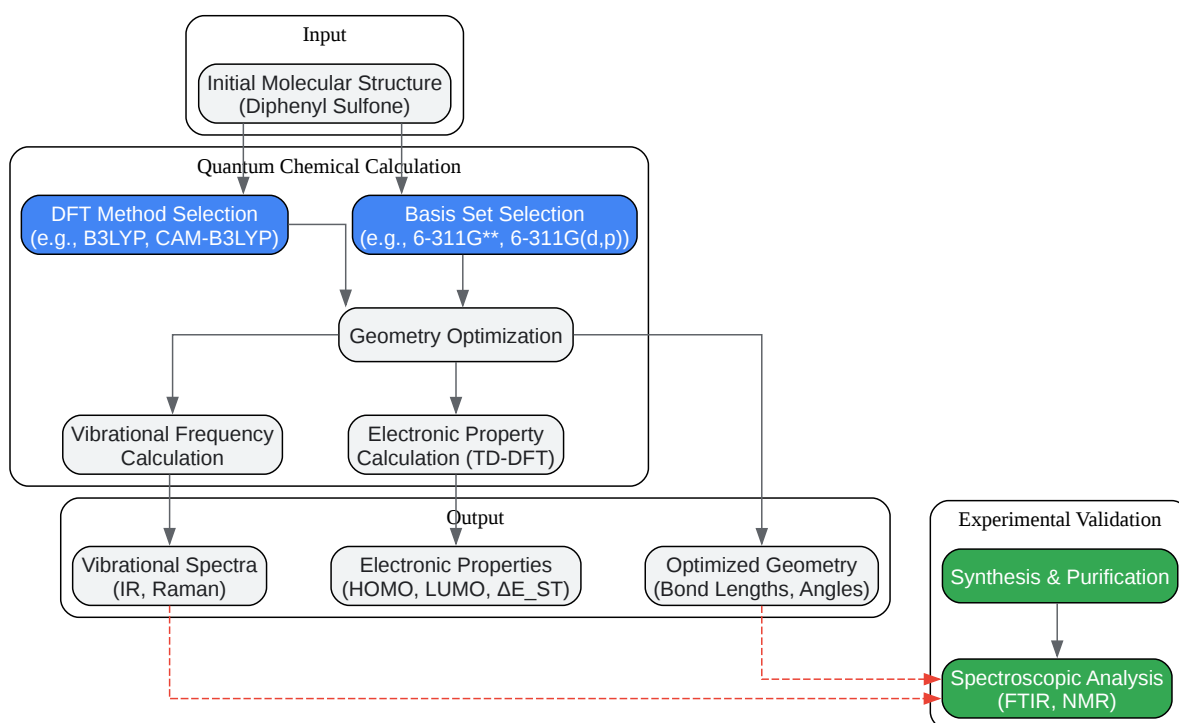 Input
Initial Molecular Structure
(Diphenyl Sulfone)
Quantum Chemical Calculation
DFT Method Selection
(e.g., B3LYP, CAM-B3LYP)
Basis Set Selection
(e.g., 6-311G**, 6-311G(d,p))
Geometry Optimization
Vibrational Frequency
Calculation
Electronic Property
Calculation (TD-DFT)
Output
Vibrational Spectra
(IR, Raman)
Electronic Properties
(HOMO, LUMO, ΔE_ST)
Optimized Geometry
(Bond Lengths, Angles)
Experimental Validation
Synthesis & Purification
Spectroscopic Analysis
(FTIR, NMR)